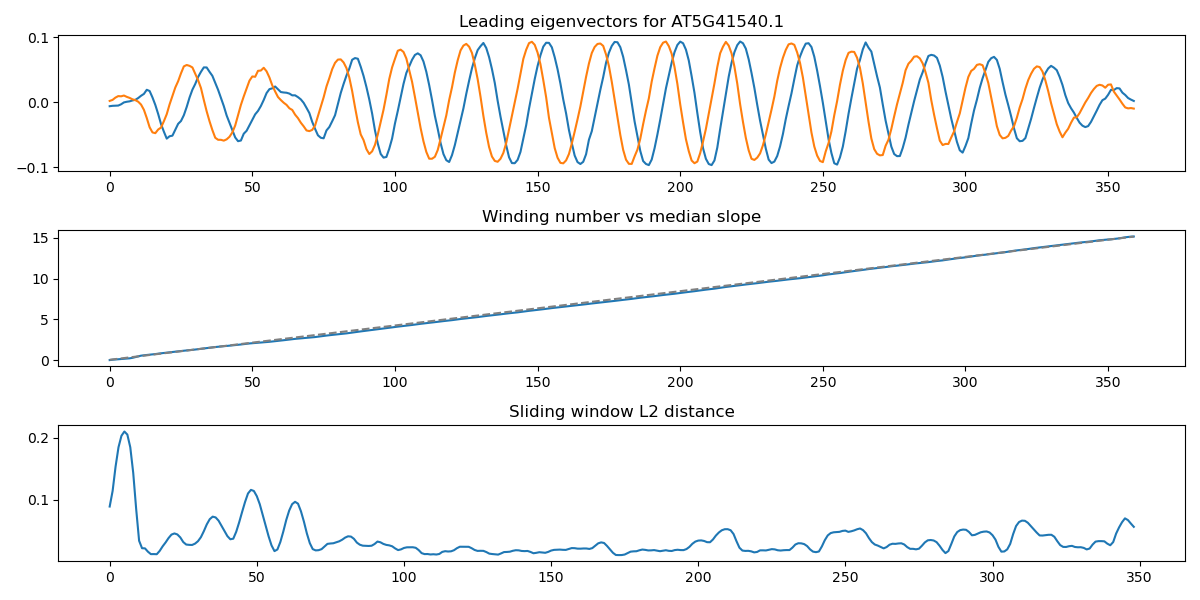 Leading eigenvectors for AT5G41540.1
0.1
0.0
−0.1
0 50 100 150 200 250 300 350
Winding number vs median slope
15
10
5
0
0 50 100 150 200 250 300 350
Sliding window L2 distance
0.2
0.1
0 50 100 150 200 250 300 350